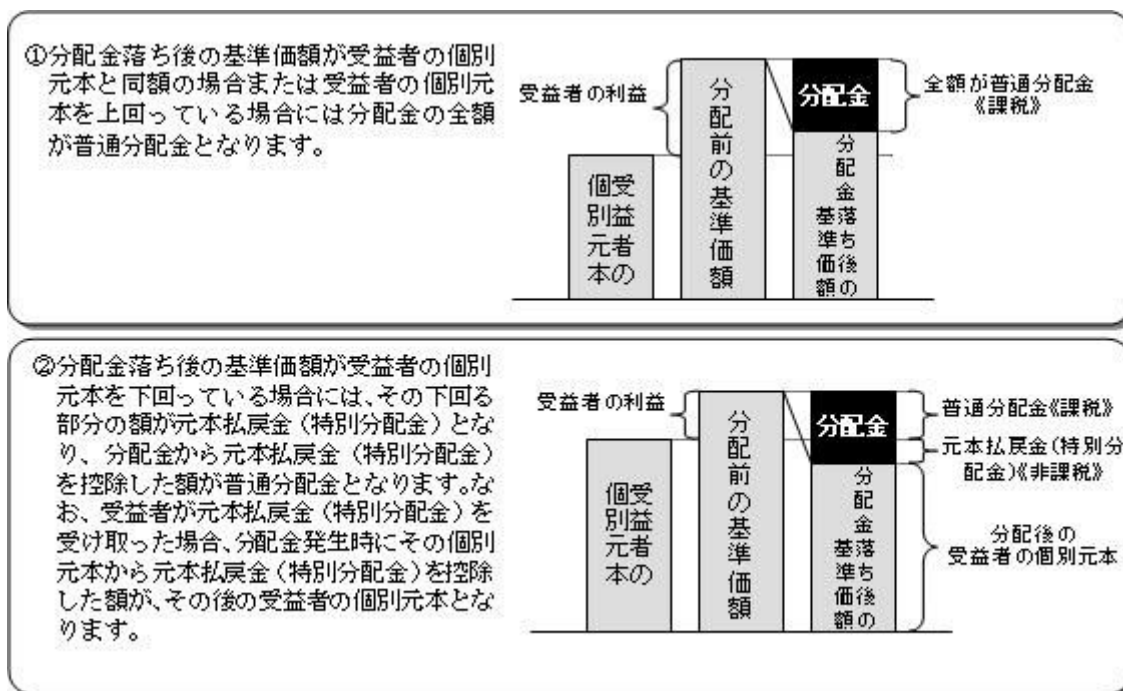 ①分配金落ち後の基準価額が受益者の個別
元本と同額の場合または受益者の個別元
本を上回っている場合には分配金の全額
が普通分配金となります。
受益者の利益
受益者の
個別元本
分配前の基準価額
分配金
分配金落ち後の
基準価額
全額が普通分配金
《課税》
②分配金落ち後の基準価額が受益者の個別
元本を下回っている場合には、その下回る
部分の額が元本払戻金(特別分配金)とな
り、分配金から元本払戻金(特別分配金)
を控除した額が普通分配金となります。な
お、受益者が元本払戻金(特別分配金)を
受け取った場合、分配金発生時にその個別
元本から元本払戻金(特別分配金)を控除
した額が、その後の受益者の個別元本とな
ります。
受益者の利益
受益者の
個別元本
分配前の基準価額
分配金
分配金落ち後の
基準価額
普通分配金《課税》
元本払戻金(特別分
配金)《非課税》
分配後の
受益者の個別元本